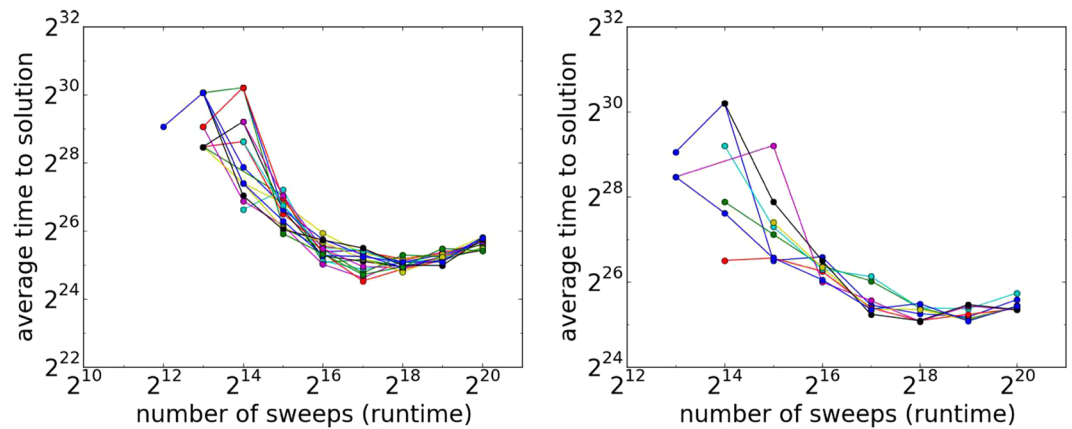 average time to solution
2^32
2^30
2^28
2^26
2^24
2^22
2^10 2^12 2^14 2^16 2^18 2^20
number of sweeps (runtime)
average time to solution
2^32
2^30
2^28
2^26
2^24
2^12 2^14 2^16 2^18 2^20
number of sweeps (runtime)